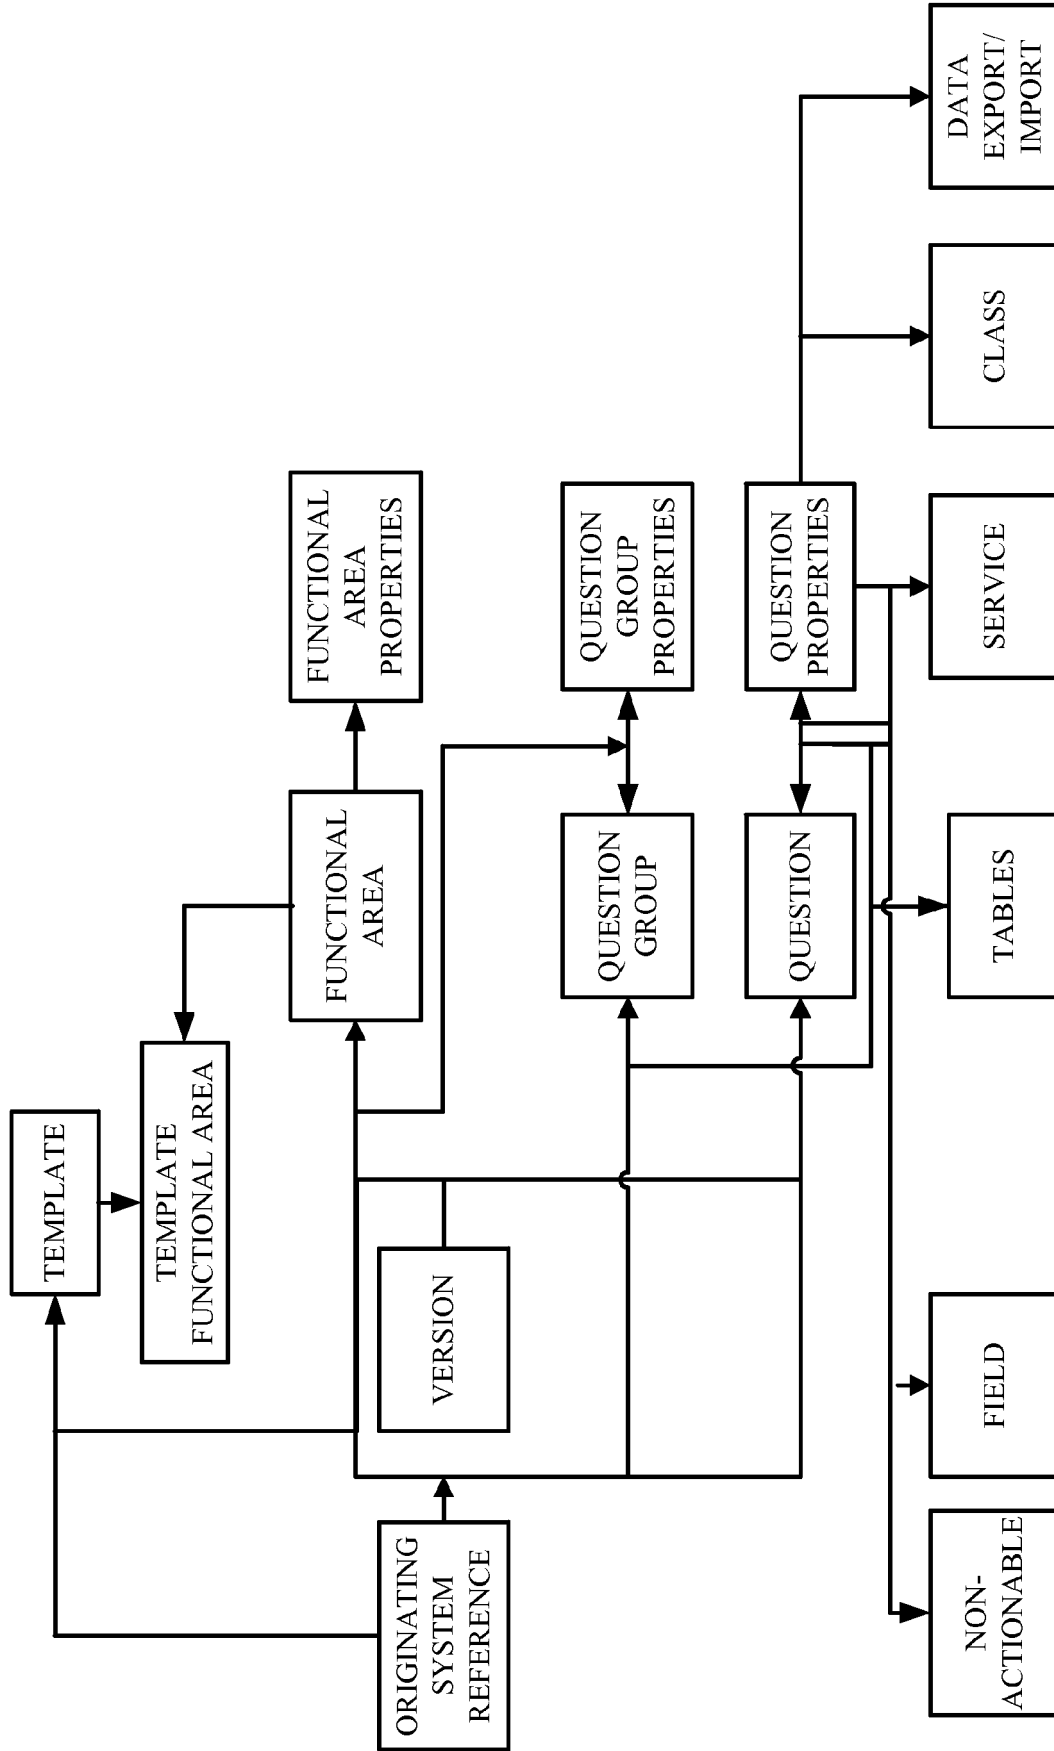 TEMPLATE
TEMPLATE
FUNCTIONAL AREA
FUNCTIONAL
AREA
FUNCTIONAL
AREA
PROPERTIES
ORIGINATING
SYSTEM
REFERENCE
VERSION
QUESTION
GROUP
QUESTION
GROUP
PROPERTIES
QUESTION
QUESTION
PROPERTIES
NON-
ACTIONABLE
FIELD
TABLES
SERVICE
CLASS
DATA
EXPORT/
IMPORT